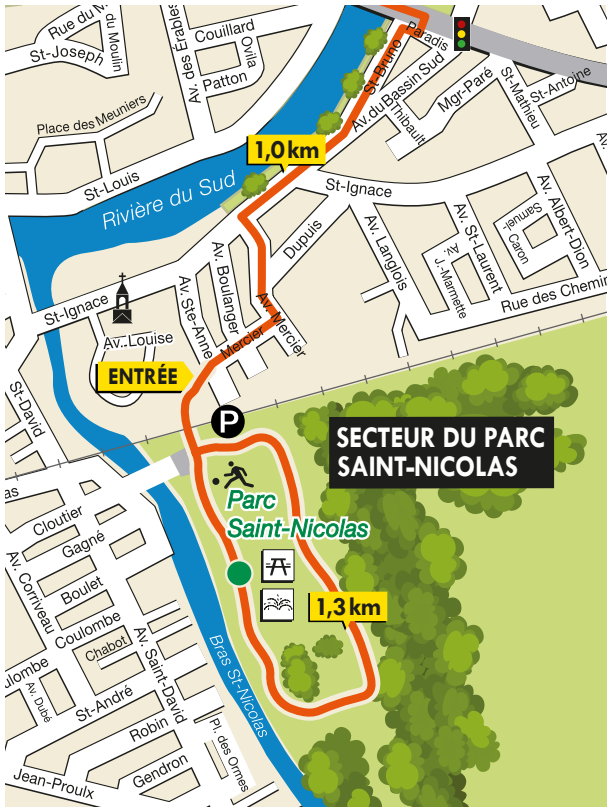 Rue du N
du Moulin
St-Joseph
Av. des Érables
Couillard
Ovila
Patton
Place des Meuniers
St-Louis
Rivière du Sud
1,0 km
St-Bruno
Paradis
Av. du Bassin Sud
Thibault
Mgr-Paré
St-Mathieu
St-Antoine
Av.
St-Ignace
Dupuis
Av. Langlois
Av. St-Laurent
Av.
J.-Marmette
Samuel-
Caron
Av. Albert-Dion
Rue des Chemin
St-Ignace
Av. Louise
Av. Ste-Anne
Av. Boulanger
Av. Mercier
Mercier
ENTRÉE
St-David
P
SECTEUR DU PARC
SAINT-NICOLAS
Parc
Saint-Nicolas
1,3 km
Bras St-Nicolas
as
Cloutier
Gagné
Av. Corriveau
Boulet
Coulombe
oulombe
Chabot
Av. Saint-David
Av. Dubé
St-André
Robin
Gendron
Pl. des Ormes
Jean-Proulx